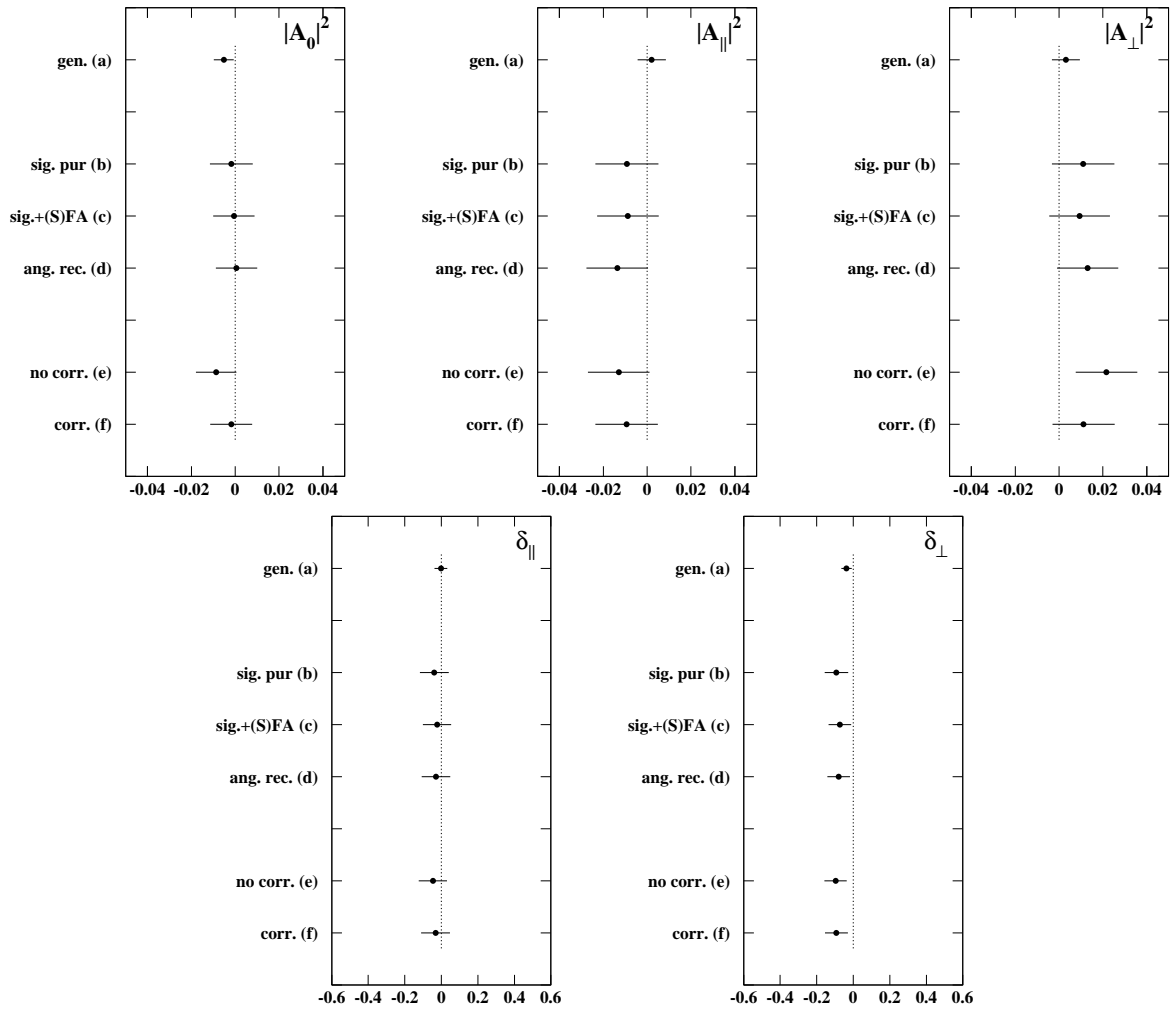 |A₀|²
gen. (a)
sig. pur (b)
sig.+(S)FA (c)
ang. rec. (d)
no corr. (e)
corr. (f)
-0.04 -0.02 0 0.02 0.04
|A∥|²
gen. (a)
sig. pur (b)
sig.+(S)FA (c)
ang. rec. (d)
no corr. (e)
corr. (f)
-0.04 -0.02 0 0.02 0.04
|A⊥|²
gen. (a)
sig. pur (b)
sig.+(S)FA (c)
ang. rec. (d)
no corr. (e)
corr. (f)
-0.04 -0.02 0 0.02 0.04
δ∥
gen. (a)
sig. pur (b)
sig.+(S)FA (c)
ang. rec. (d)
no corr. (e)
corr. (f)
-0.6 -0.4 -0.2 0 0.2 0.4 0.6
δ⊥
gen. (a)
sig. pur (b)
sig.+(S)FA (c)
ang. rec. (d)
no corr. (e)
corr. (f)
-0.6 -0.4 -0.2 0 0.2 0.4 0.6